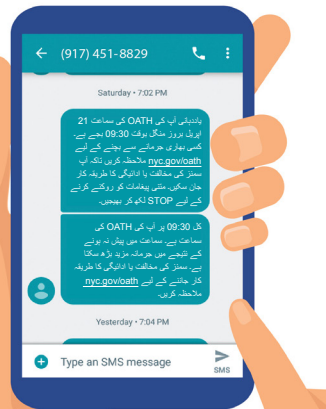 (917) 451-8829
Saturday • 7:02 PM
یاددہانی آپ کی OATH کی سماعت 21
اپریل بروز منگل بوقت 09:30 بجے ہے۔
کسی بھاری جرمانے سے بچنے کے لیے
nyc.gov/oath ملاحظہ کریں تاکہ آپ
سمنز کی مخالفت یا ادائیگی کا طریقہ کار
جان سکیں۔ متنی پیغامات کو روکنے کرنے
کے لیے STOP لکھ کر بھیجیں۔
کل 09:30 پر آپ کی OATH کی
سماعت ہے۔ سماعت میں پیش نہ ہونے
کے نتیجے میں جرمانہ مزید بڑھ سکتا
ہے۔ سمنز کی مخالفت یا ادائیگی کا طریقہ
کار جاننے کے لیے nyc.gov/oath
ملاحظہ کریں۔
Yesterday • 7:04 PM
Type an SMS message
SMS